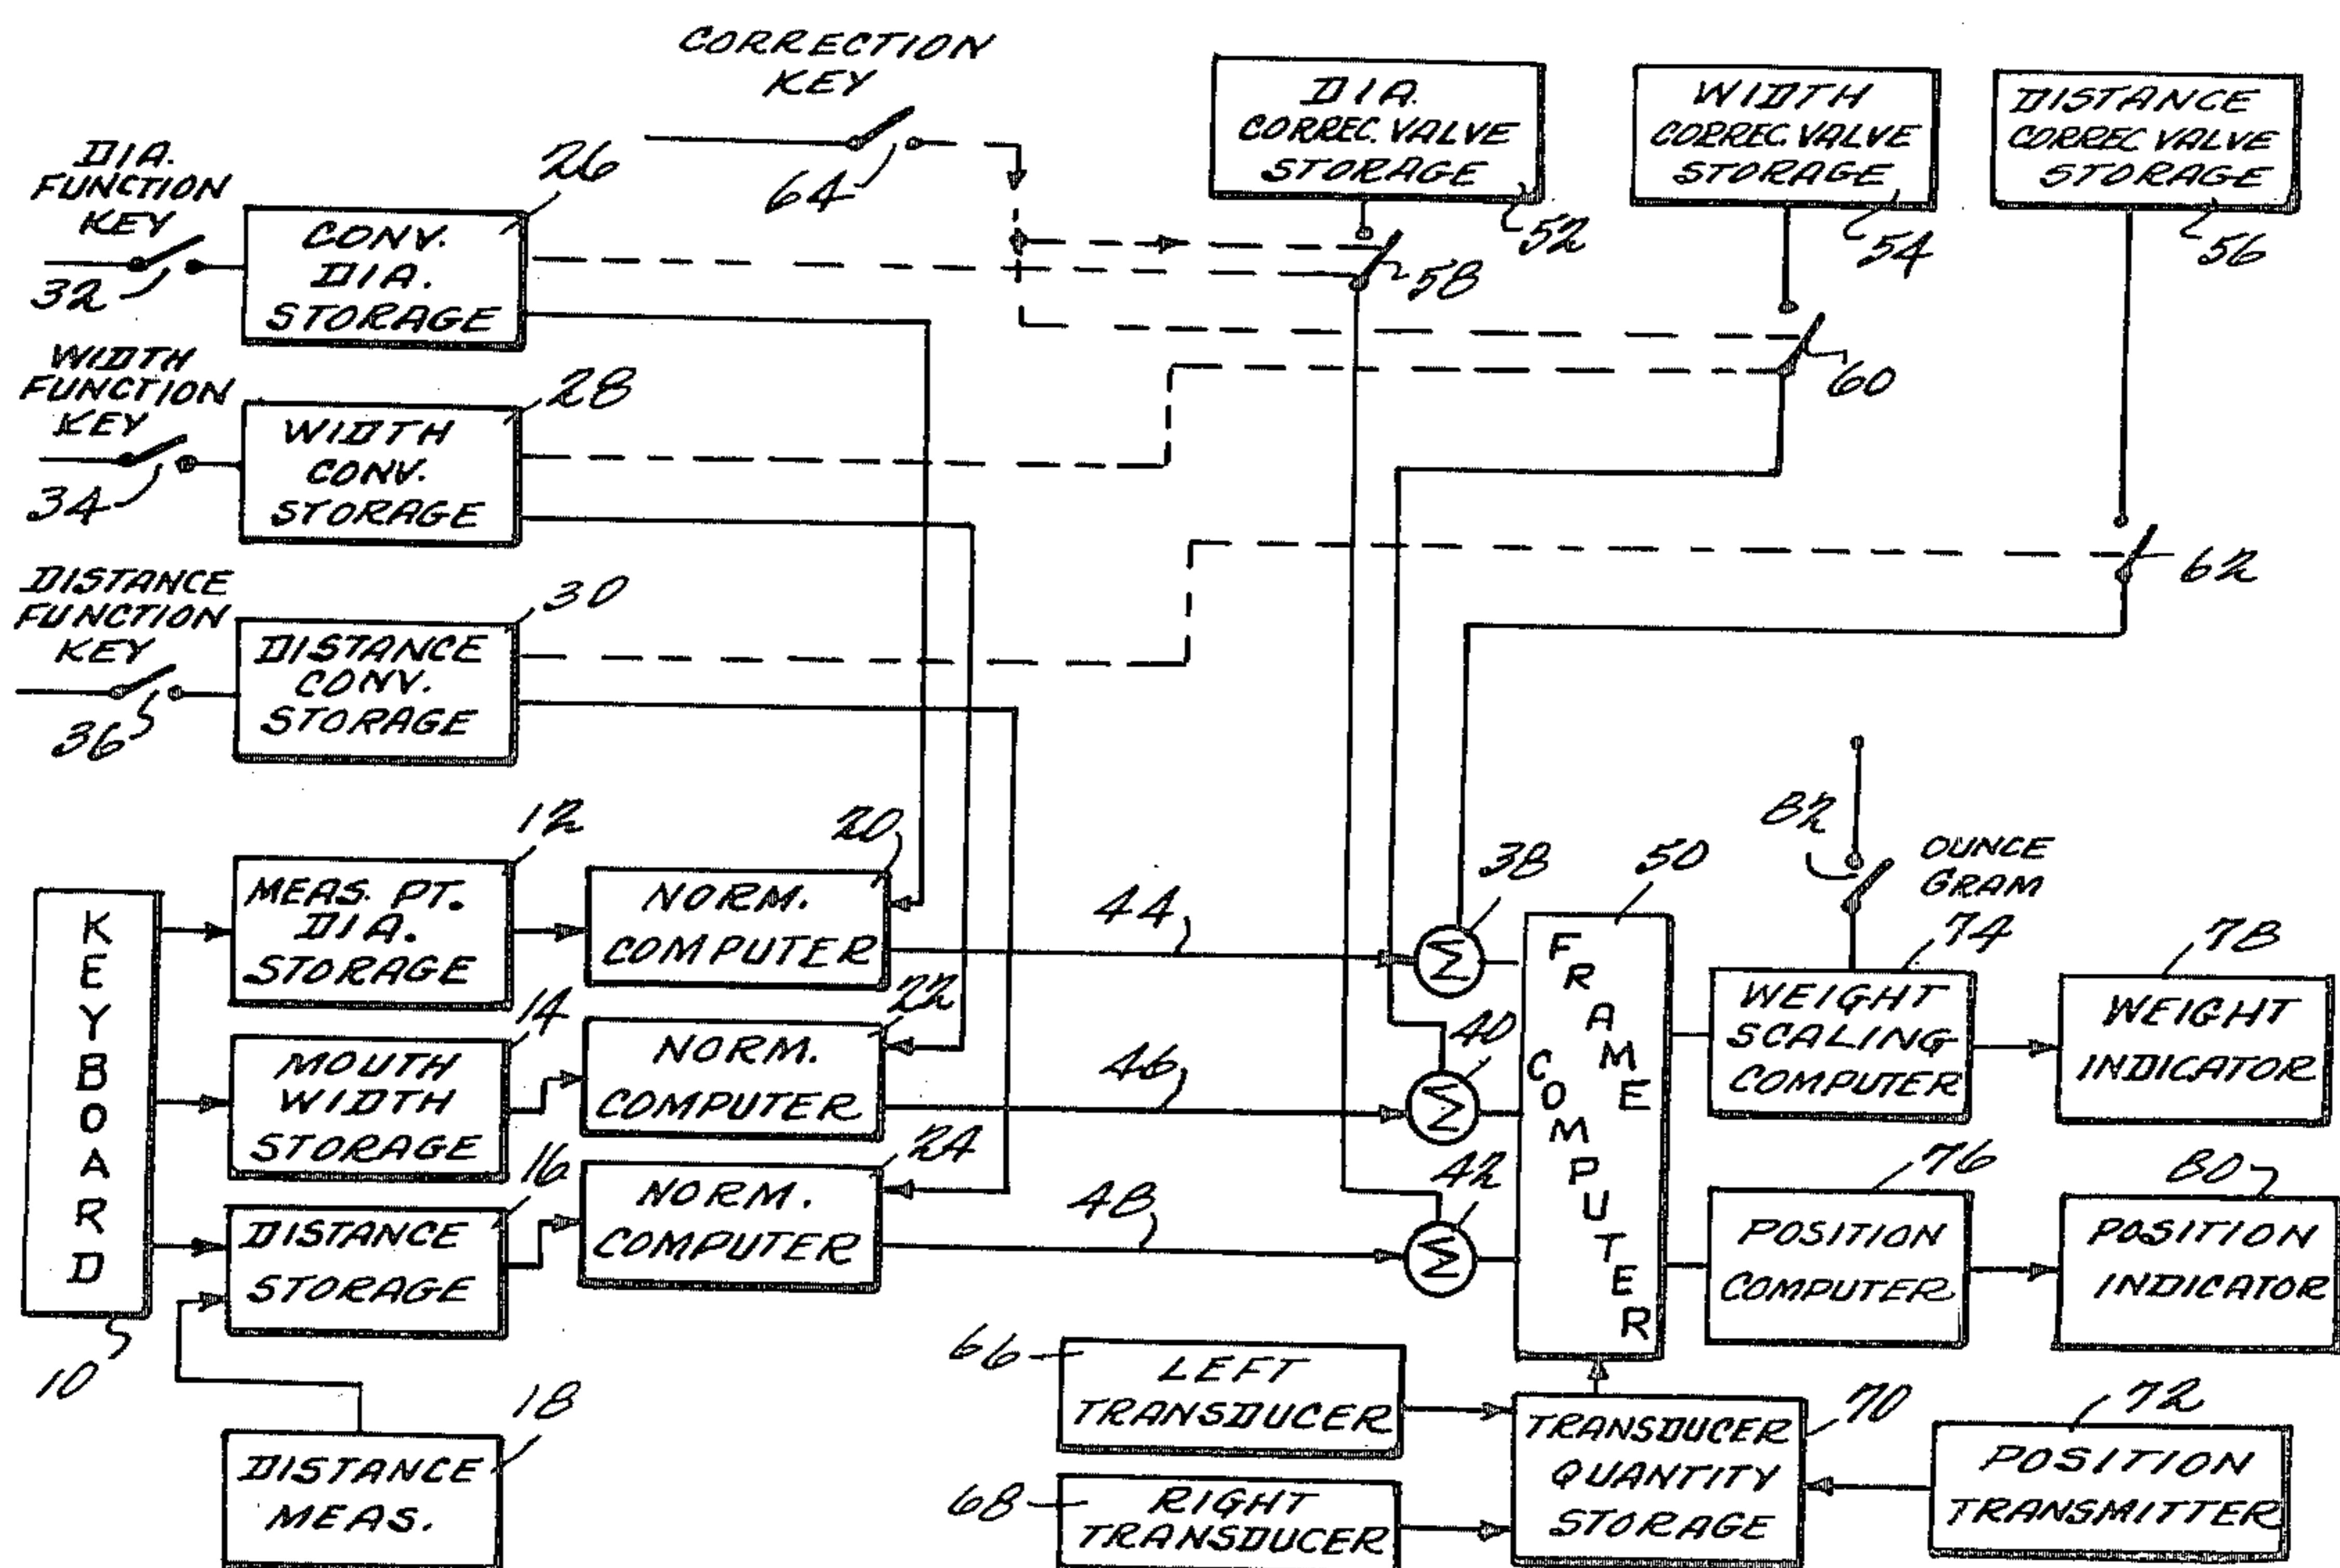 CORRECTION
KEY
64
DIA.
CORREC. VALVE
STORAGE
52
WIDTH
CORREC. VALVE
STORAGE
54
DISTANCE
CORREC. VALVE
STORAGE
56
DIA.
FUNCTION
KEY
32
CONV.
DIA.
STORAGE
26
58
WIDTH
FUNCTION
KEY
34
WIDTH
CONV.
STORAGE
28
60
DISTANCE
FUNCTION
KEY
36
DISTANCE
CONV.
STORAGE
30
62
KEYBOARD
10
MEAS. PT.
DIA.
STORAGE
12
NORM.
COMPUTER
20
44
38
MOUTH
WIDTH
STORAGE
14
NORM.
COMPUTER
22
46
40
DISTANCE
STORAGE
16
NORM.
COMPUTER
24
48
42
Σ
Σ
Σ
FRAME
COMPUTER
50
82
OUNCE
GRAM
WEIGHT
SCALING
COMPUTER
74
WEIGHT
INDICATOR
78
POSITION
COMPUTER
76
POSITION
INDICATOR
80
DISTANCE
MEAS.
18
66
LEFT
TRANSDUCER
68
RIGHT
TRANSDUCER
TRANSDUCER
QUANTITY
STORAGE
70
POSITION
TRANSMITTER
72